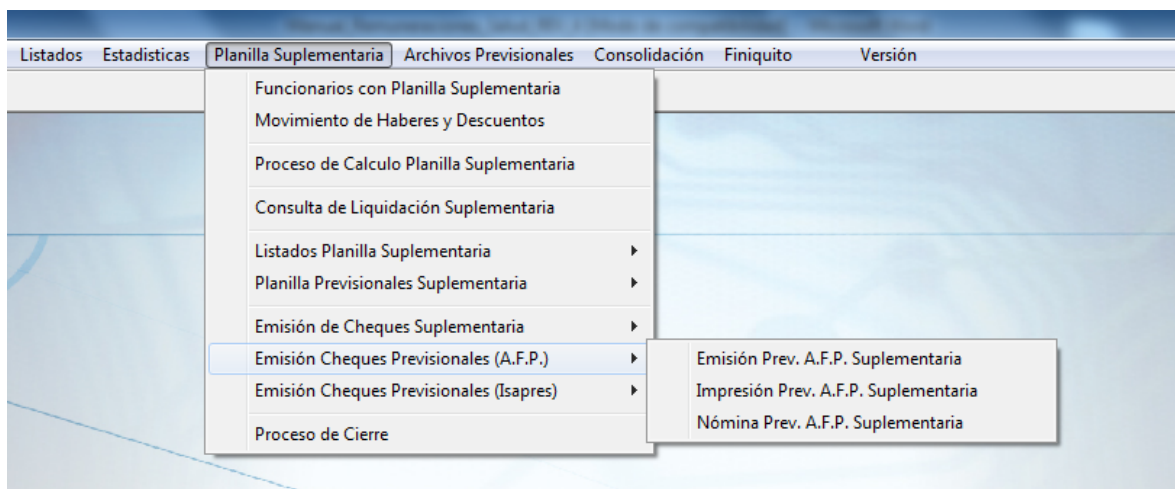 Listados Estadisticas Planilla Suplementaria Archivos Previsionales Consolidación Finiquito Versión
Funcionarios con Planilla Suplementaria
Movimiento de Haberes y Descuentos
Proceso de Calculo Planilla Suplementaria
Consulta de Liquidación Suplementaria
Listados Planilla Suplementaria
Planilla Previsionales Suplementaria
Emisión de Cheques Suplementaria
Emisión Cheques Previsionales (A.F.P.)
Emisión Cheques Previsionales (Isapres)
Proceso de Cierre
Emisión Prev. A.F.P. Suplementaria
Impresión Prev. A.F.P. Suplementaria
Nómina Prev. A.F.P. Suplementaria